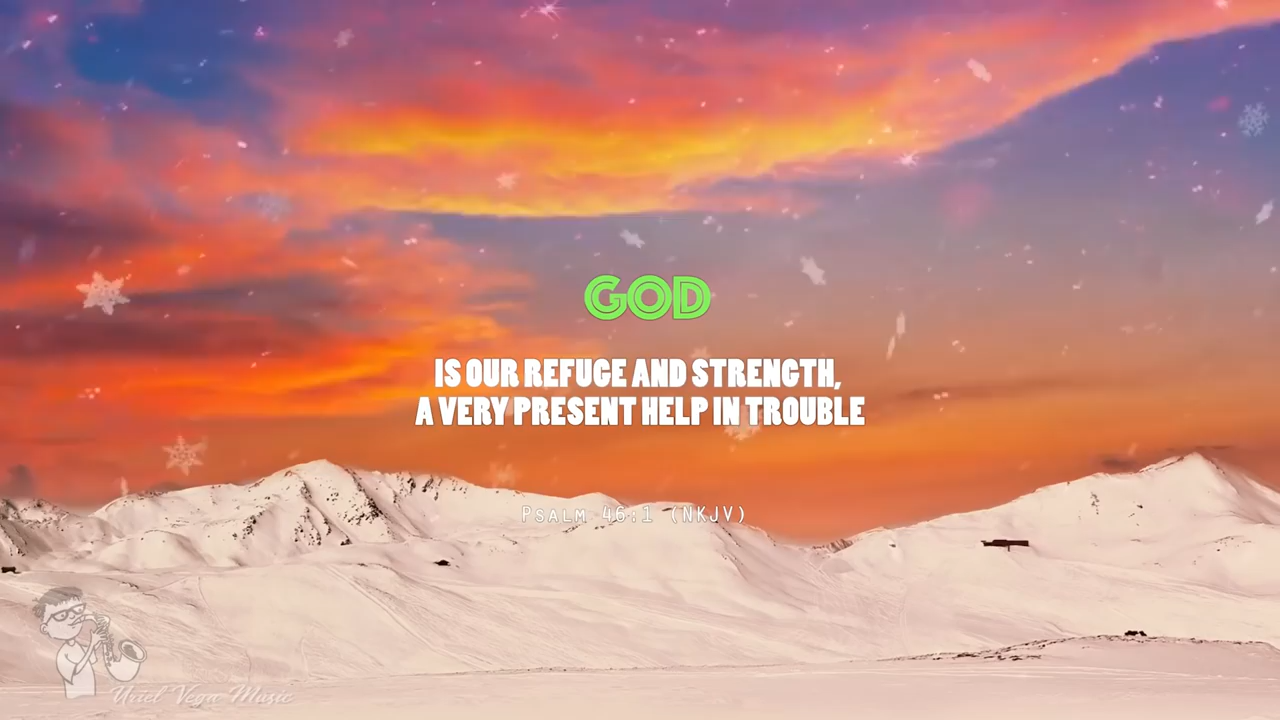 GOD
IS OUR REFUGE AND STRENGTH,
A VERY PRESENT HELP IN TROUBLE
Psalm 46:1 (NKJV)
Uriel Vega Music